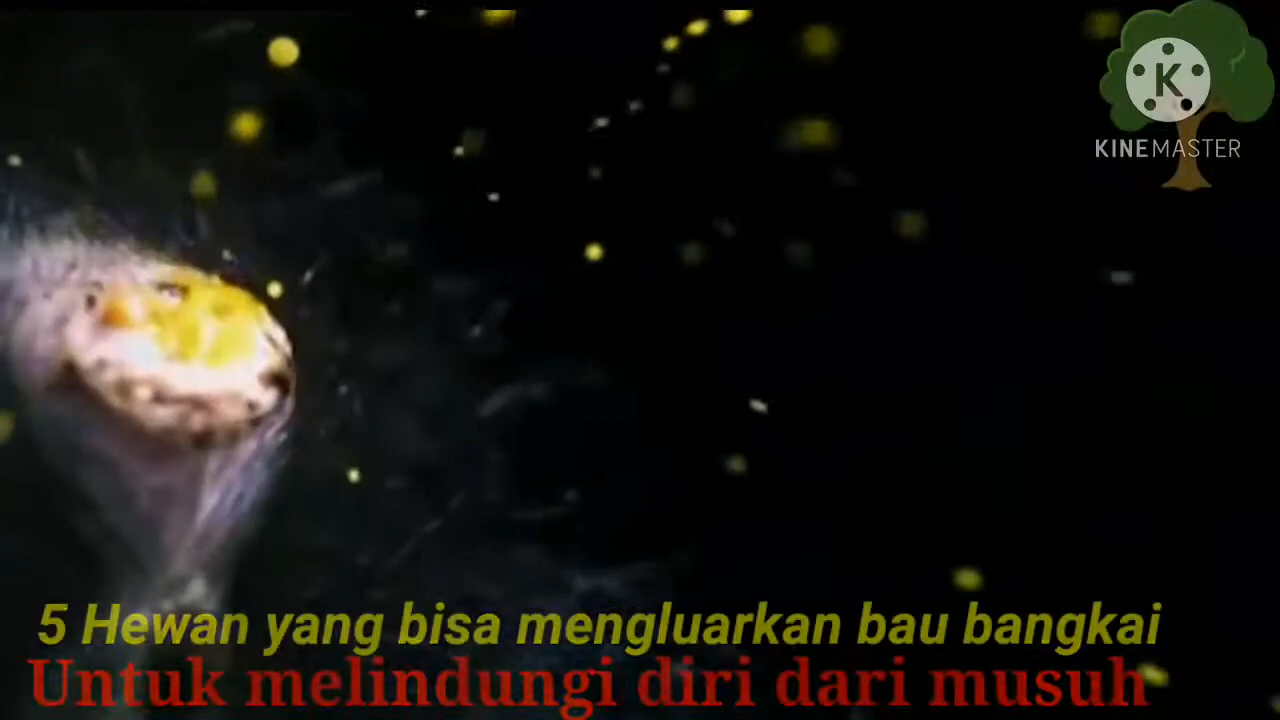 K
KINEMASTER
5 Hewan yang bisa mengluarkan bau bangkai
Untuk melindungi diri dari musuh